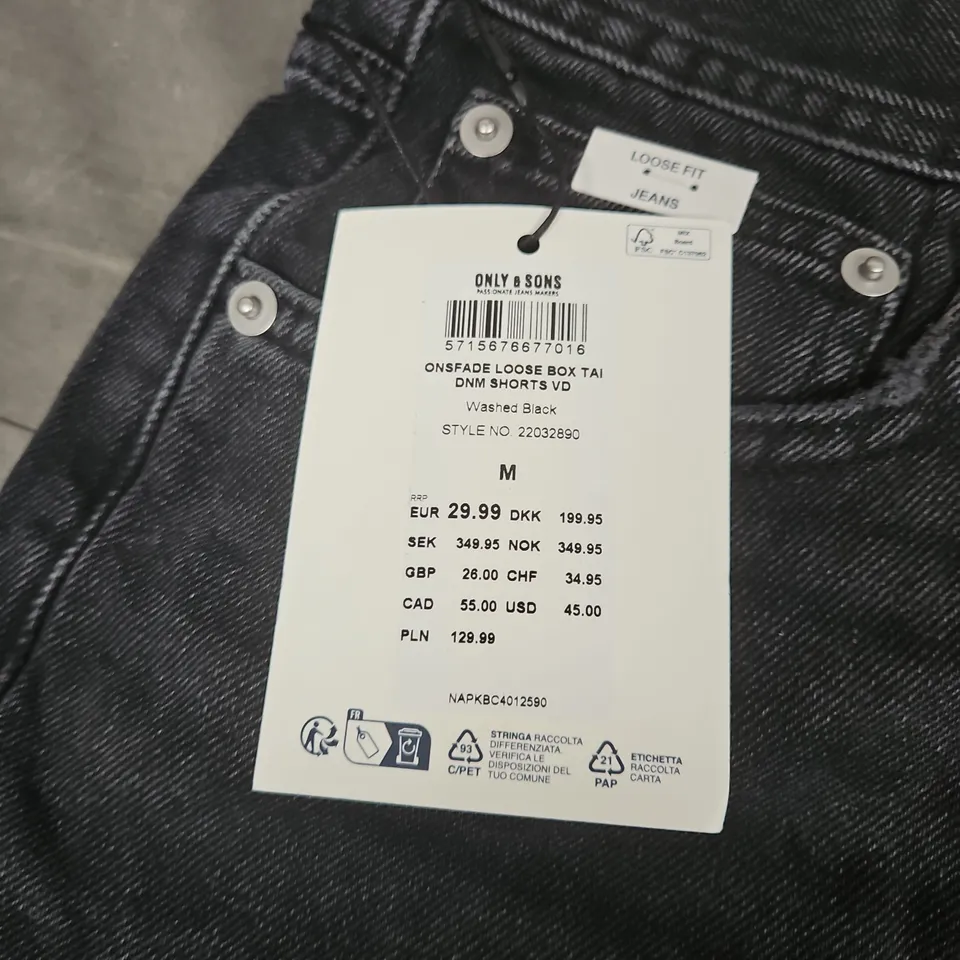 LOOSE FIT
JEANS
FSC
ONLY & SONS
PASSIONATE JEANS MAKERS
5715676677016
ONSFADE LOOSE BOX TAI
DNM SHORTS VD
Washed Black
STYLE NO. 22032890
M
RRP
EUR 29.99 DKK 199.95
SEK 349.95 NOK 349.95
GBP 26.00 CHF 34.95
CAD 55.00 USD 45.00
PLN 129.99
NAPKBC4012590
FR
93
C/PET
STRINGA RACCOLTA
DIFFERENZIATA.
VERIFICA LE
DISPOSIZIONI DEL
TUO COMUNE
21
PAP
ETICHETTA
RACCOLTA
CARTA